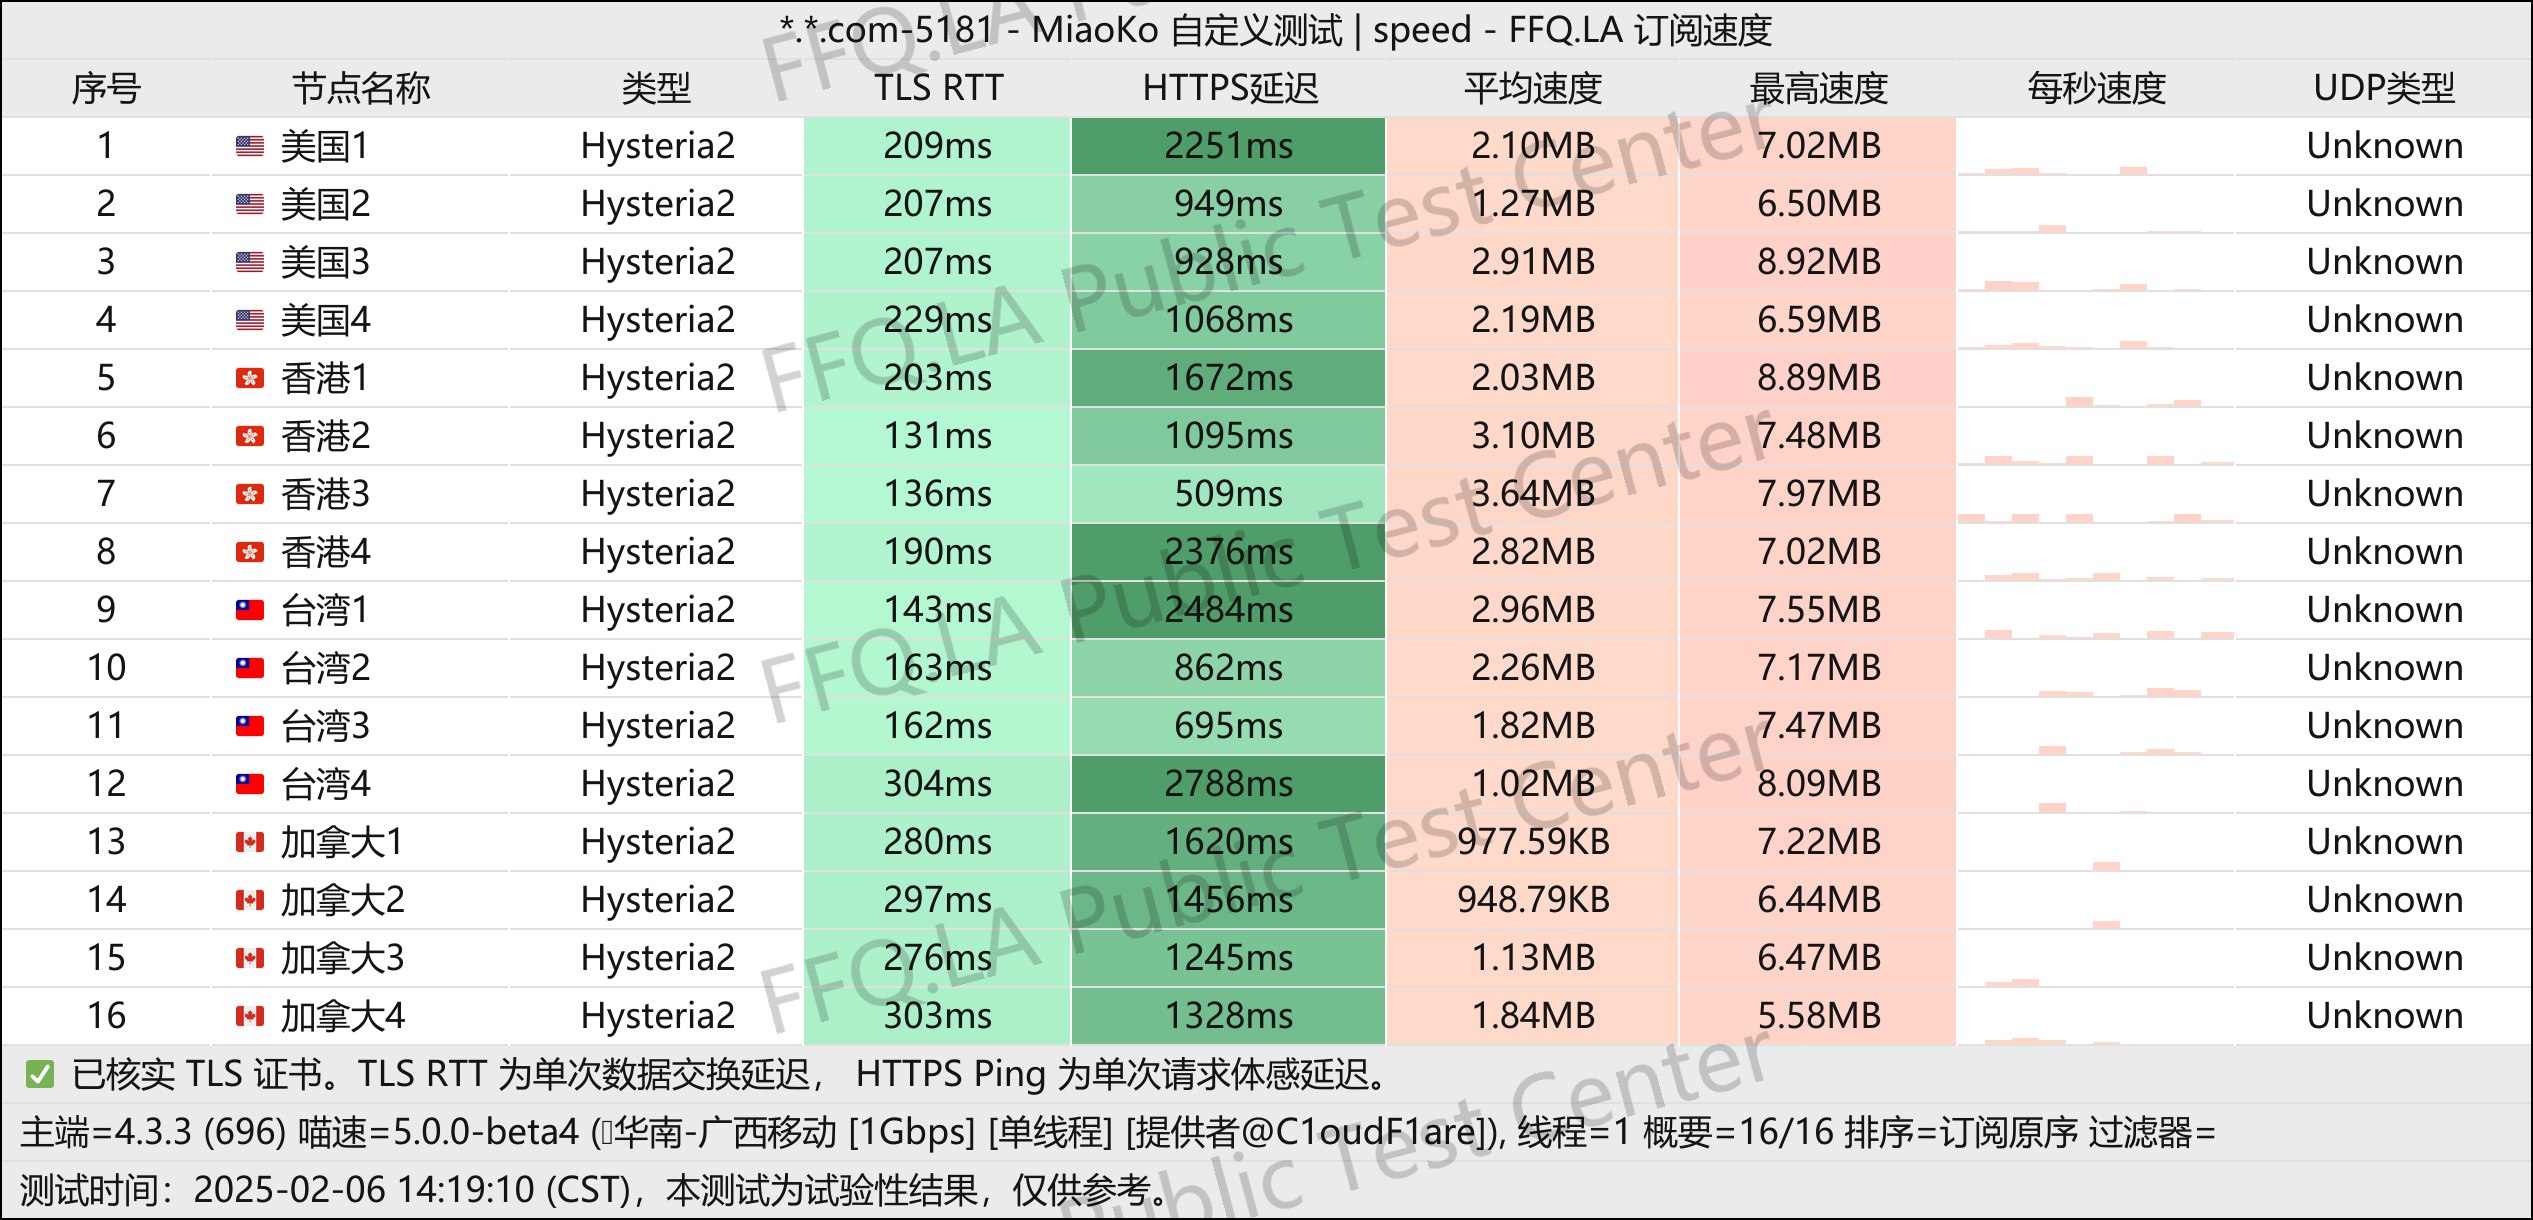 *.*.com-5181 - MiaoKo 自定义测试 | speed - FFQ.LA 订阅速度
序号 节点名称 类型 TLS RTT HTTPS延迟 平均速度 最高速度 每秒速度 UDP类型
1 美国1 Hysteria2 209ms 2251ms 2.10MB 7.02MB Unknown
2 美国2 Hysteria2 207ms 949ms 1.27MB 6.50MB Unknown
3 美国3 Hysteria2 207ms 928ms 2.91MB 8.92MB Unknown
4 美国4 Hysteria2 229ms 1068ms 2.19MB 6.59MB Unknown
5 香港1 Hysteria2 203ms 1672ms 2.03MB 8.89MB Unknown
6 香港2 Hysteria2 131ms 1095ms 3.10MB 7.48MB Unknown
7 香港3 Hysteria2 136ms 509ms 3.64MB 7.97MB Unknown
8 香港4 Hysteria2 190ms 2376ms 2.82MB 7.02MB Unknown
9 台湾1 Hysteria2 143ms 2484ms 2.96MB 7.55MB Unknown
10 台湾2 Hysteria2 163ms 862ms 2.26MB 7.17MB Unknown
11 台湾3 Hysteria2 162ms 695ms 1.82MB 7.47MB Unknown
12 台湾4 Hysteria2 304ms 2788ms 1.02MB 8.09MB Unknown
13 加拿大1 Hysteria2 280ms 1620ms 977.59KB 7.22MB Unknown
14 加拿大2 Hysteria2 297ms 1456ms 948.79KB 6.44MB Unknown
15 加拿大3 Hysteria2 276ms 1245ms 1.13MB 6.47MB Unknown
16 加拿大4 Hysteria2 303ms 1328ms 1.84MB 5.58MB Unknown
✅ 已核实 TLS 证书。TLS RTT 为单次数据交换延迟， HTTPS Ping 为单次请求体感延迟。
主端=4.3.3 (696) 喵速=5.0.0-beta4 (华南-广西移动 [1Gbps] [单线程] [提供者@C1oudF1are]), 线程=1 概要=16/16 排序=订阅原序 过滤器=
测试时间：2025-02-06 14:19:10 (CST)，本测试为试验性结果，仅供参考。
FFQ.LA Public Test Center
FFQ.LA Public Test Center
FFQ.LA Public Test Center
FFQ.LA Public Test Center
Public Test Center